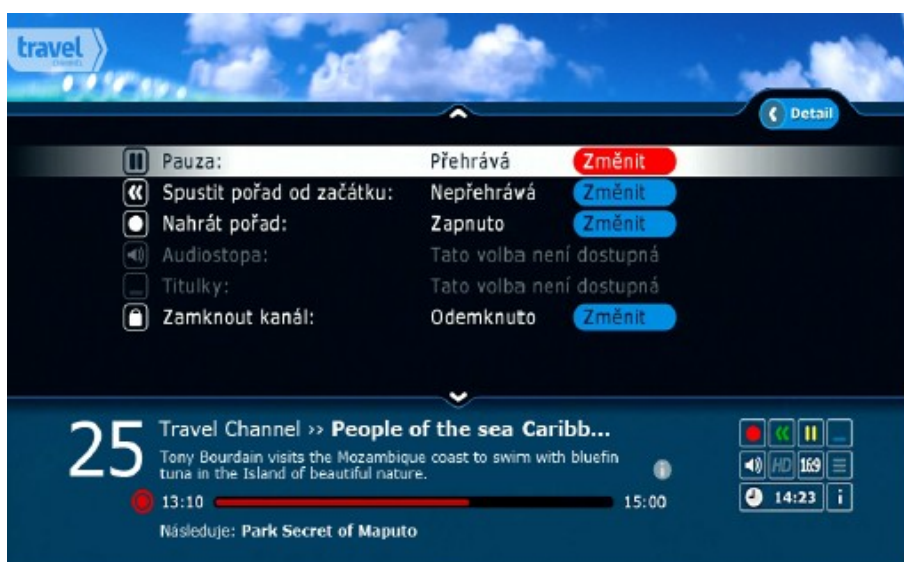 travel
channel
Detail
Pauza: Přehrává Změnit
Spustit pořad od začátku: Nepřehrává Změnit
Nahrát pořad: Zapnuto Změnit
Audiostopa: Tato volba není dostupná
Titulky: Tato volba není dostupná
Zamknout kanál: Odemknuto Změnit
25 Travel Channel >> People of the sea Caribb...
Tony Bourdain visits the Mozambique coast to swim with bluefin
tuna in the Island of beautiful nature.
HD 16:9
13:10 15:00 14:23 i
Následuje: Park Secret of Maputo